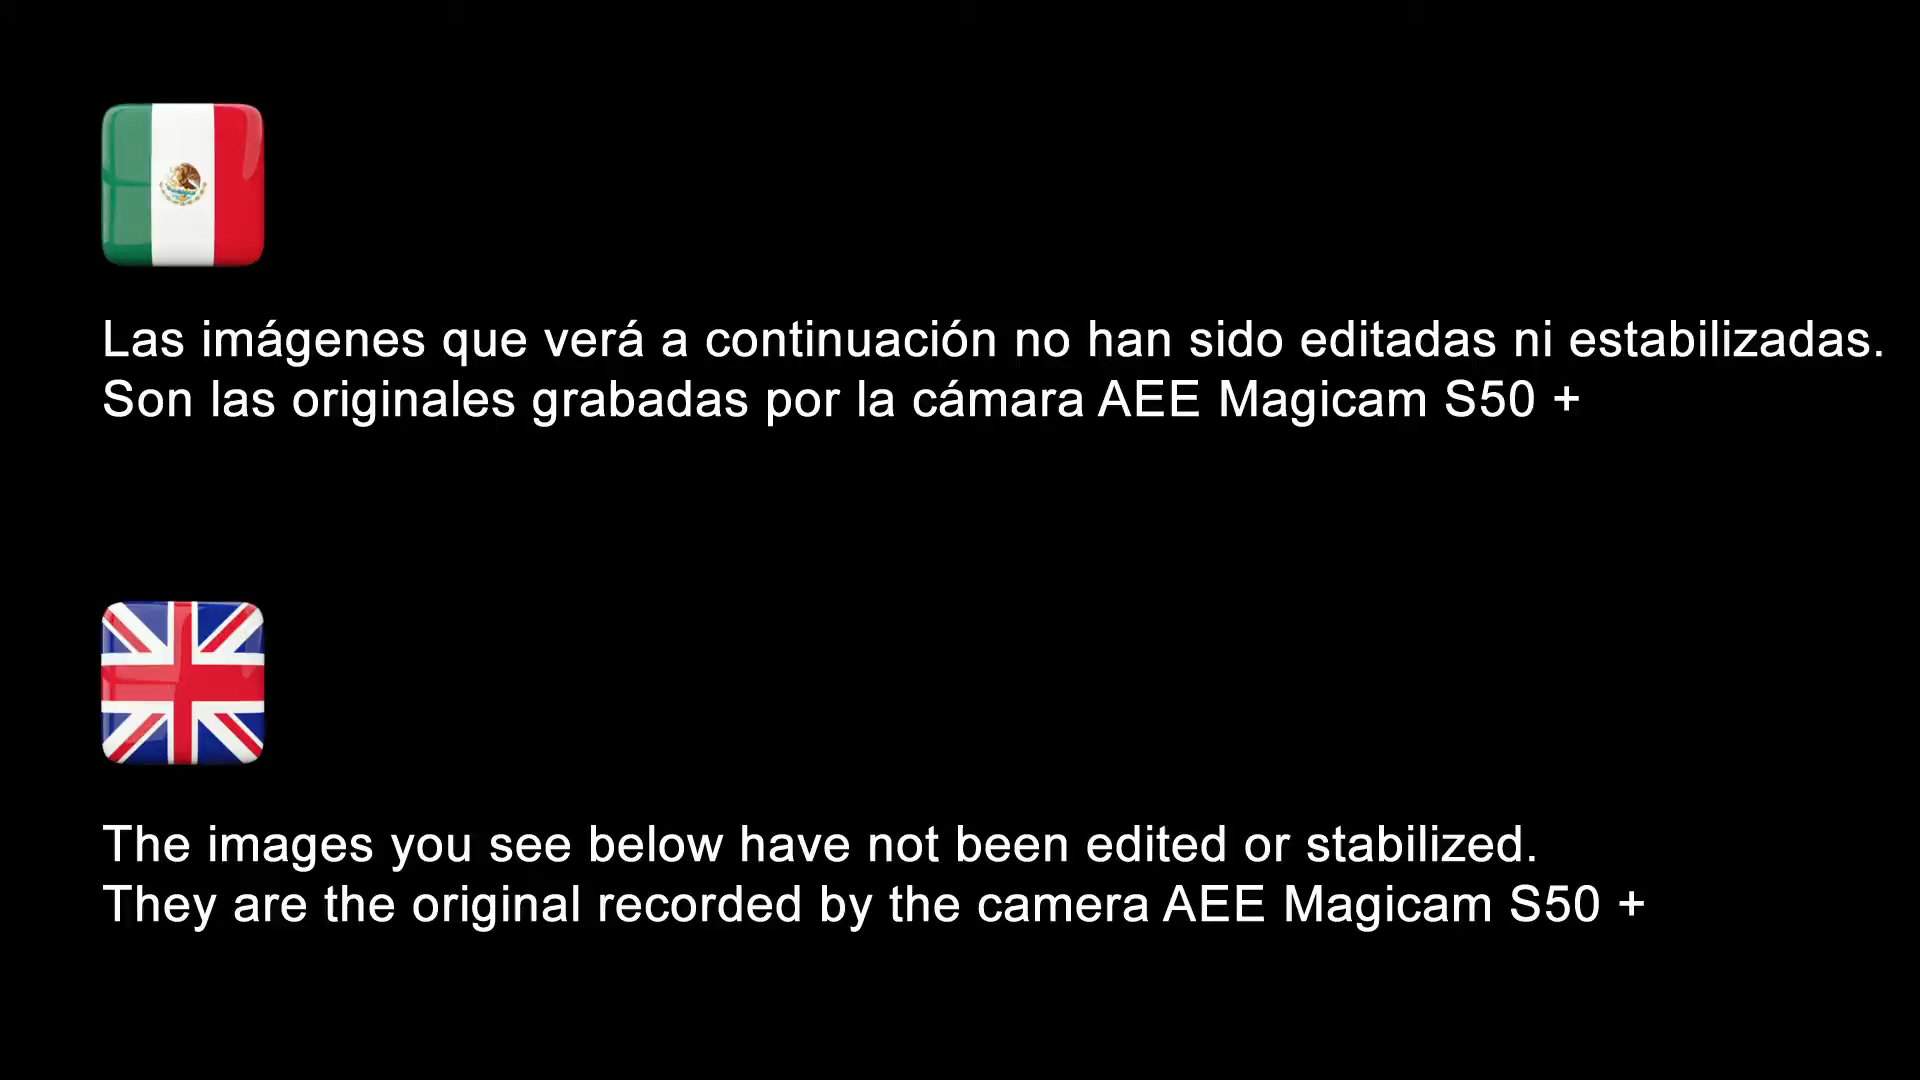 Las imágenes que verá a continuación no han sido editadas ni estabilizadas.
Son las originales grabadas por la cámara AEE Magicam S50 +
The images you see below have not been edited or stabilized.
They are the original recorded by the camera AEE Magicam S50 +